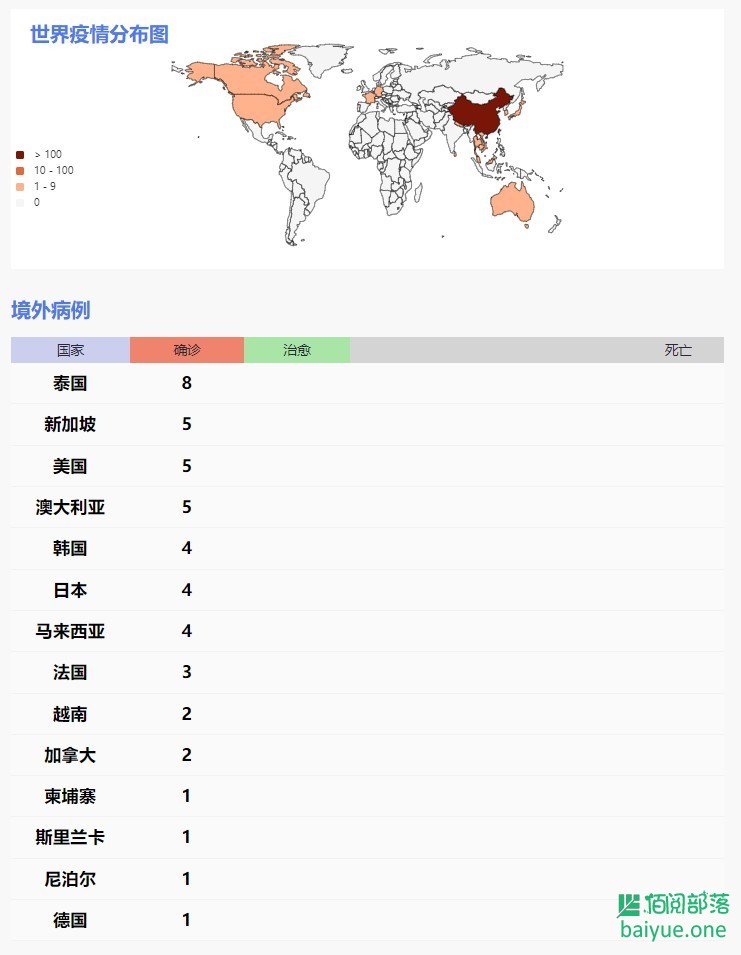 世界疫情分布图
> 100
10 - 100
1 - 9
0
境外病例
国家 确诊 治愈 死亡
泰国 8
新加坡 5
美国 5
澳大利亚 5
韩国 4
日本 4
马来西亚 4
法国 3
越南 2
加拿大 2
柬埔寨 1
斯里兰卡 1
尼泊尔 1
德国 1
佰阅部落
baiyue.one